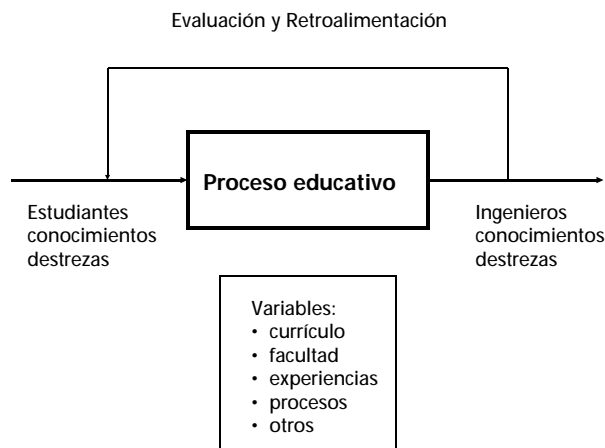 Evaluación y Retroalimentación
Proceso educativo
Estudiantes
conocimientos
destrezas
Ingenieros
conocimientos
destrezas
Variables:
• currículo
• facultad
• experiencias
• procesos
• otros